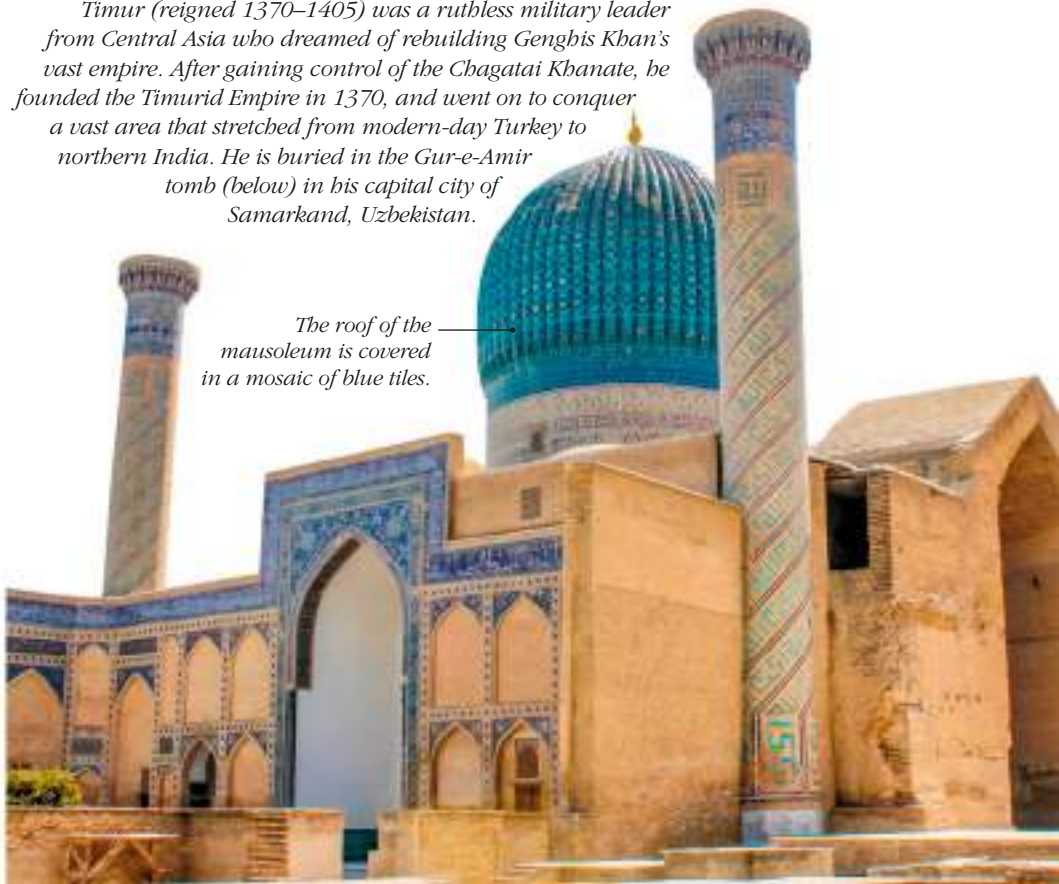 Timur (reigned 1370–1405) was a ruthless military leader
from Central Asia who dreamed of rebuilding Genghis Khan’s
vast empire. After gaining control of the Chagatai Khanate, he
founded the Timurid Empire in 1370, and went on to conquer
a vast area that stretched from modern-day Turkey to
northern India. He is buried in the Gur-e-Amir
tomb (below) in his capital city of
Samarkand, Uzbekistan.
The roof of the
mausoleum is covered
in a mosaic of blue tiles.